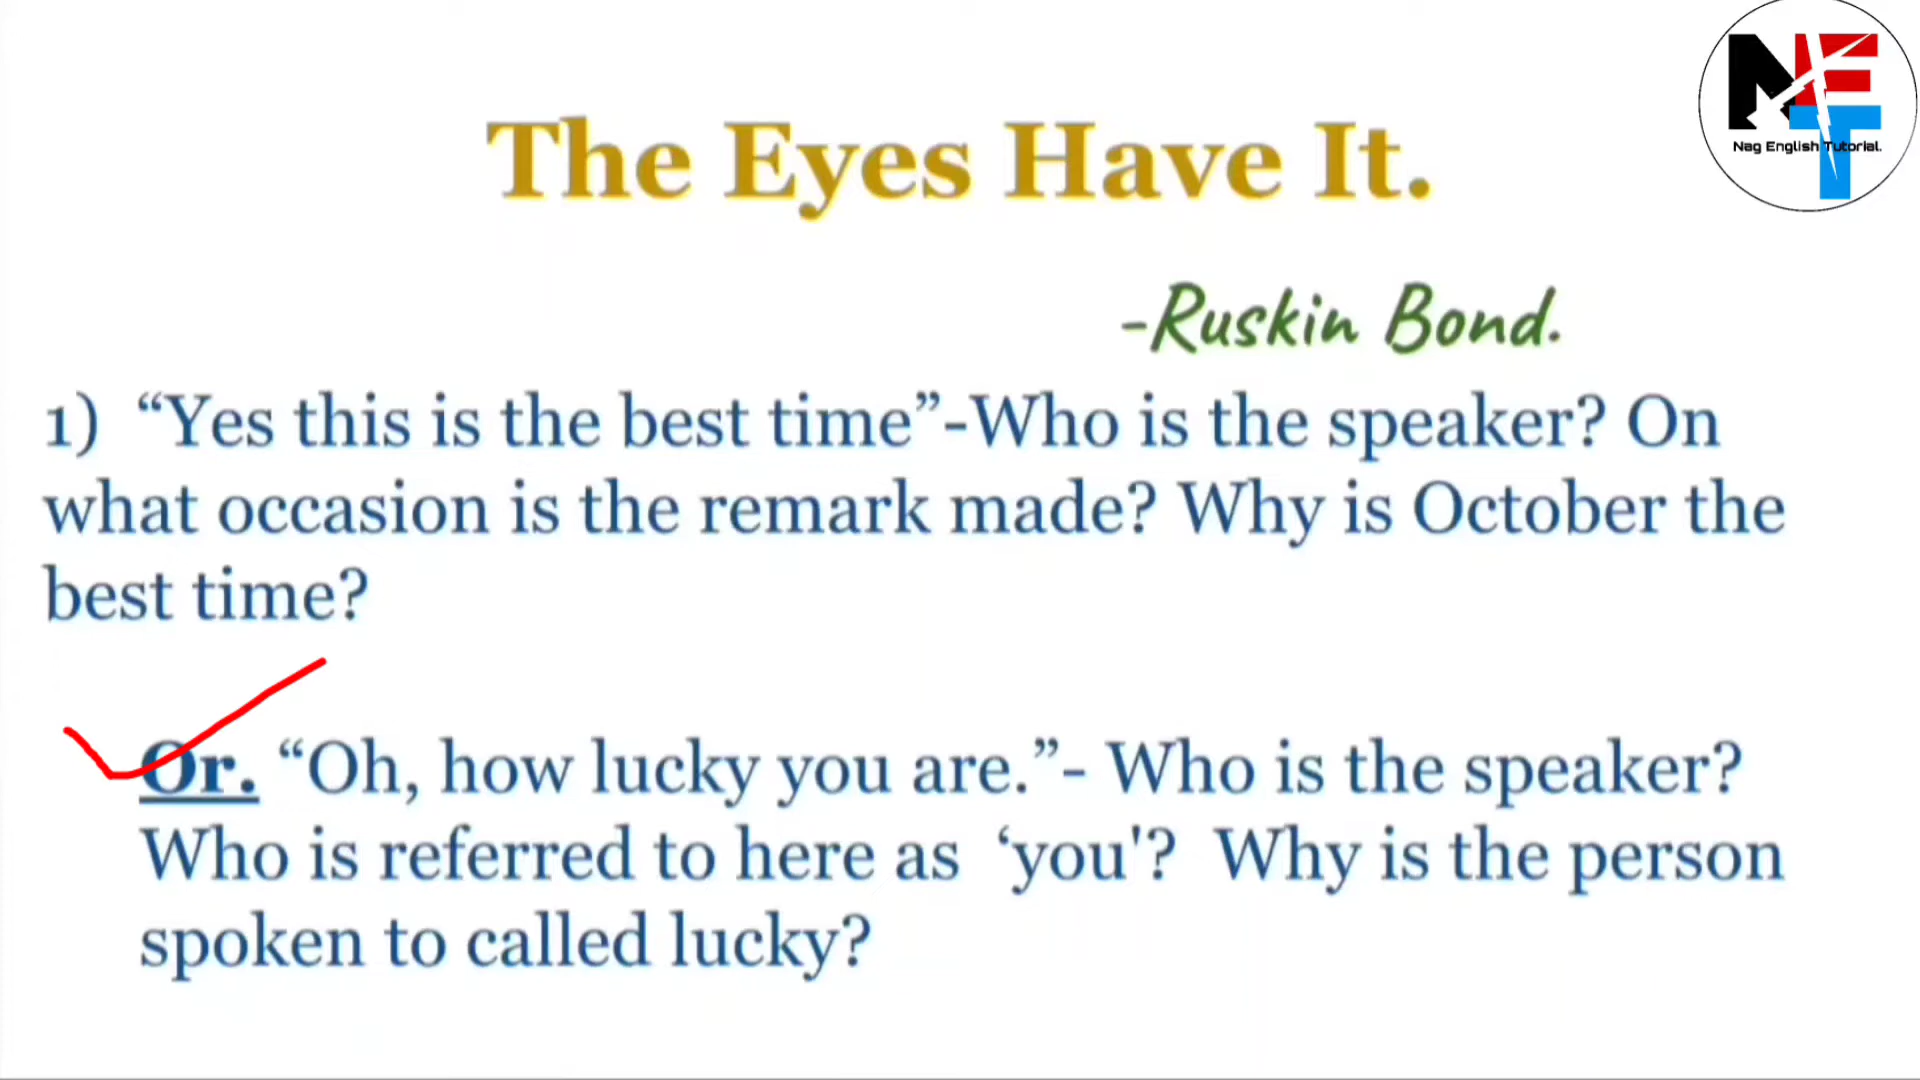 NET
Nag English Tutorial.
The Eyes Have It.
-Ruskin Bond.
1) “Yes this is the best time”-Who is the speaker? On
what occasion is the remark made? Why is October the
best time?
Or. “Oh, how lucky you are.”- Who is the speaker?
Who is referred to here as ‘you'? Why is the person
spoken to called lucky?